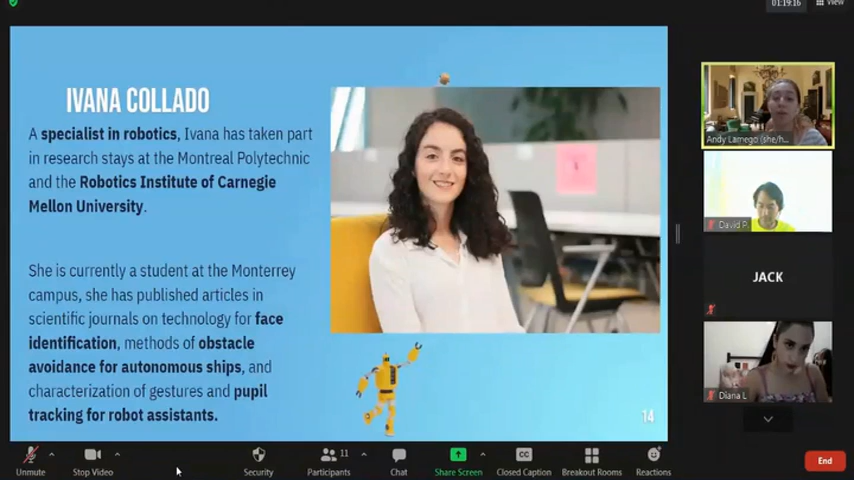 01:19:16
View
IVANA COLLADO
A specialist in robotics, Ivana has taken part
in research stays at the Montreal Polytechnic
and the Robotics Institute of Carnegie
Mellon University.
She is currently a student at the Monterrey
campus, she has published articles in
scientific journals on technology for face
identification, methods of obstacle
avoidance for autonomous ships, and
characterization of gestures and pupil
tracking for robot assistants.
14
Andy Larnego (she/h...
David P.
JACK
Diana L
Unmute
Stop Video
Security
Participants
11
Chat
Share Screen
CC
Closed Caption
Breakout Rooms
Reactions
End